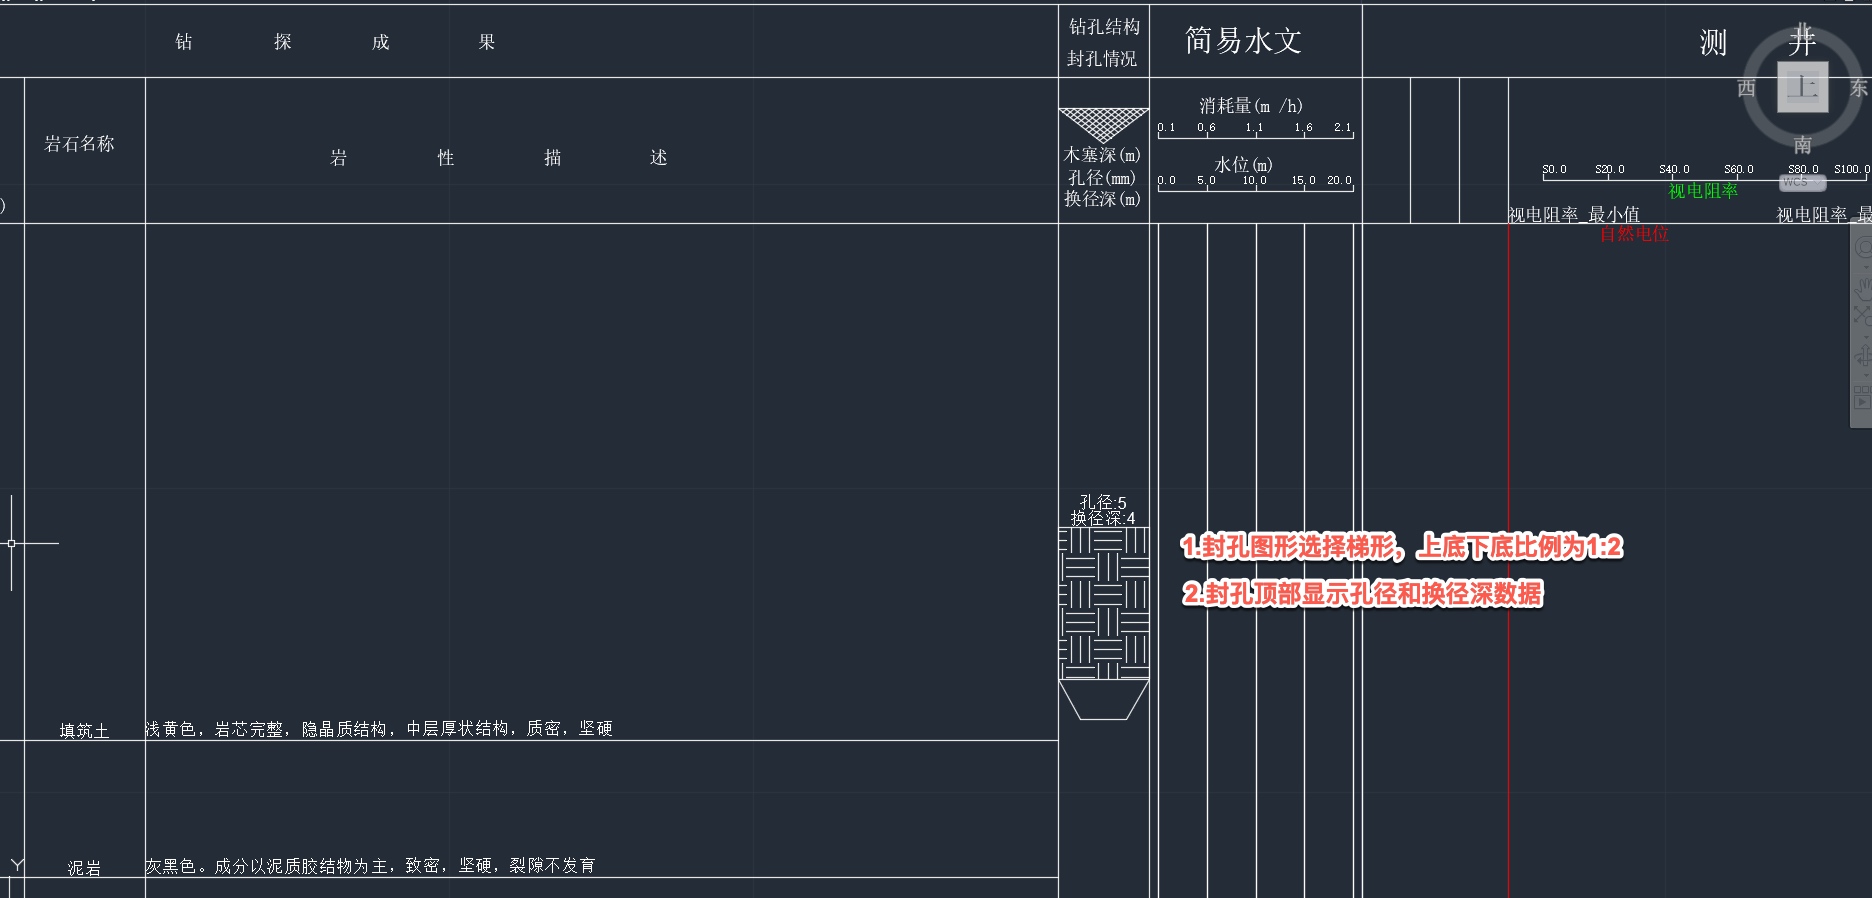 钻 探 成 果
钻孔结构
封孔情况
简易水文
测 井
北
西 上 东
南
岩石名称
岩 性 描 述
)
木塞深(m)
孔径(mm)
换径深(m)
消耗量(m /h)
0.1 0.6 1.1 1.6 2.1
水位(m)
0.0 5.0 10.0 15.0 20.0
S0.0 S20.0 S40.0 S60.0 S80.0 S100.0
WCS
视电阻率
视电阻率_最小值 视电阻率_最
自然电位
孔径:5
换径深:4
1.封孔图形选择梯形，上底下底比例为1:2
2.封孔顶部显示孔径和换径深数据
填筑土 浅黄色，岩芯完整，隐晶质结构，中层厚状结构，质密，坚硬
泥岩 灰黑色。成分以泥质胶结物为主，致密，坚硬，裂隙不发育
Y